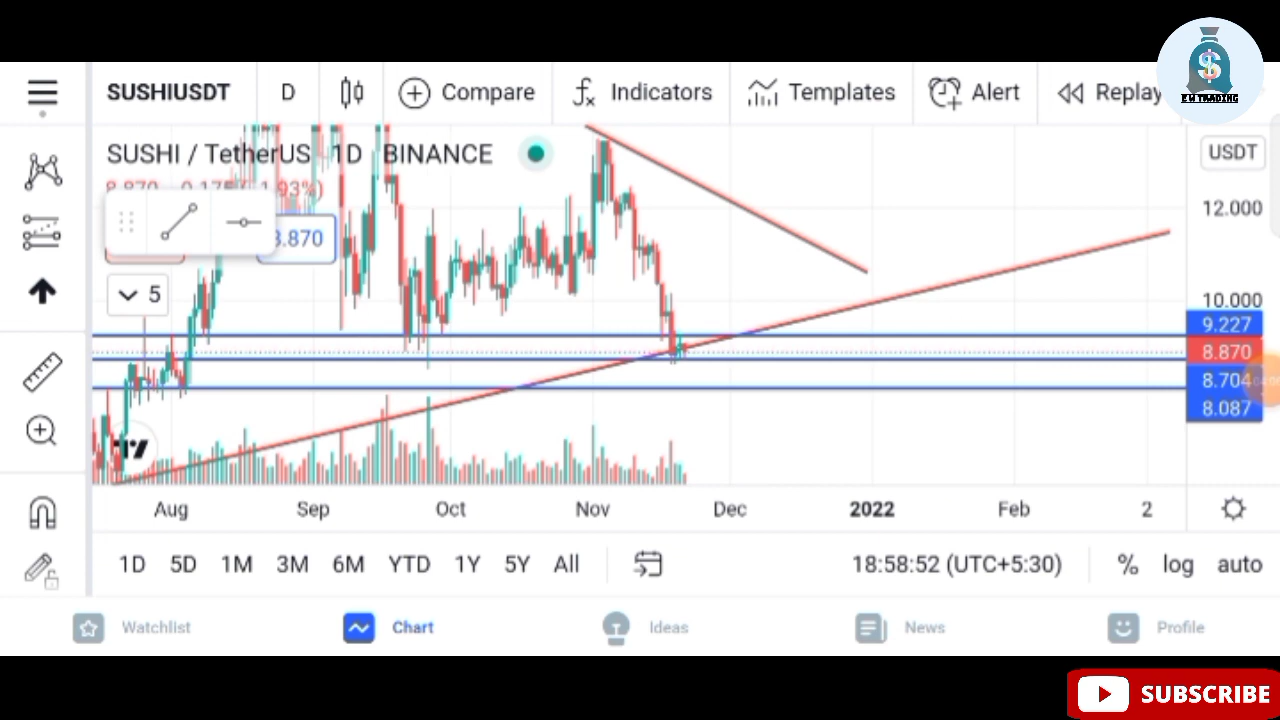 SUSHIUSDT D Compare Indicators Templates Alert Replay
SUSHI / TetherUS 1D BINANCE
USDT
12.000
5
10.000
9.227
8.870
8.704
8.087
Aug Sep Oct Nov Dec 2022 Feb 2
1D 5D 1M 3M 6M YTD 1Y 5Y All 18:58:52 (UTC+5:30) % log auto
Watchlist Chart Ideas News Profile
SUBSCRIBE